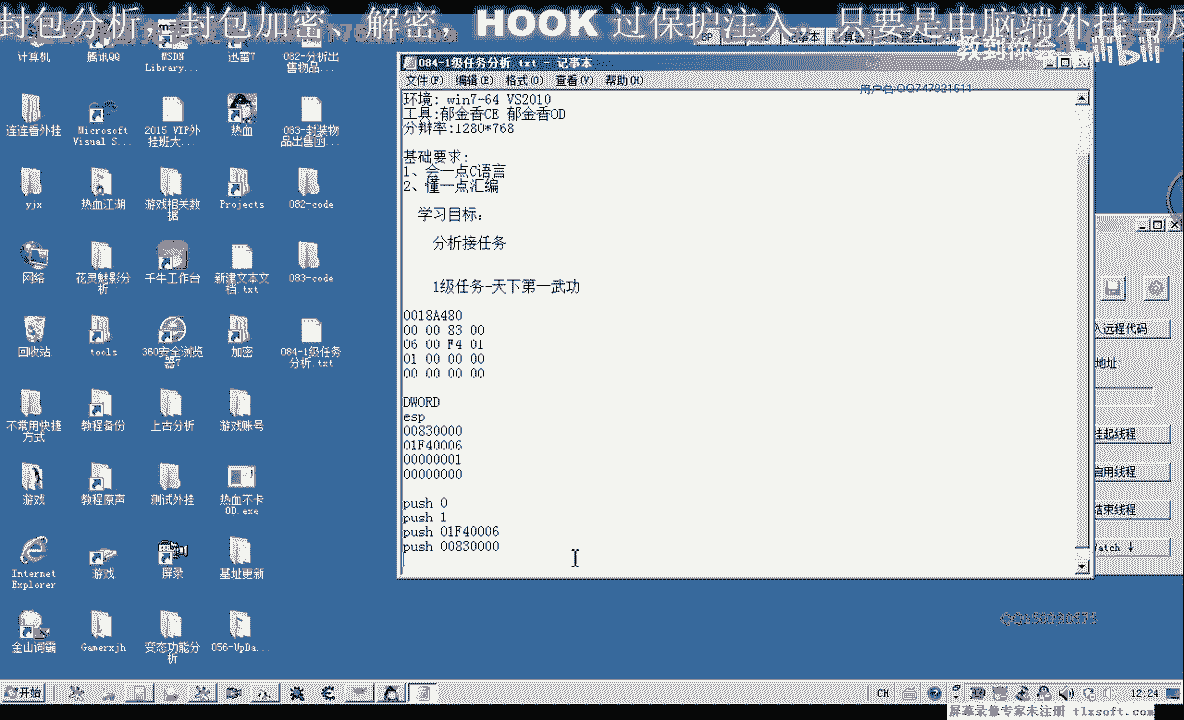 封包分析，封包加密、解密，HOOK 过保护注入、只要是电脑端外挂与
教到你会
084-1级任务分析.txt - 记事本
文件(F) 编辑(E) 格式(O) 查看(V) 帮助(H)
环境: win7-64 VS2010
工具:郁金香CE 郁金香OD
分辩率:1280*768
基础要求:
1、会一点C语言
2、懂一点汇编
学习目标:
分析接任务
1级任务-天下第一武功
0018A480
00 00 83 00
06 00 F4 01
01 00 00 00
00 00 00 00
DWORD
esp
00830000
01F40006
00000001
00000000
push 0
push 1
push 01F40006
push 00830000
计算机
腾讯QQ
MSDN Library...
迅雷7
082-分析出售物品...
连连看外挂
Microsoft Visual S...
2015 VIP外挂班大...
热血
083-封装物品出售函...
yjx
热血江湖
游戏相关数据
Projects
082-code
网络
花灵魅影分析
千牛工作台
新建文本文档.txt
083-code
回收站
tools
360安全浏览器7
加密
084-1级任务分析.txt
不常用快捷方式
教程备份
上古分析
游戏账号
游戏
教程原声
测试外挂
热血不卡OD.exe
Internet Explorer
游戏
屏录
基址更新
金山词霸
Gamerxjh
变态功能分析
056-UpDa...
入远程代码
地址:
挂起线程
启用线程
结束线程
Watch ↓
开始
CH
12:24
屏幕录像专家未注册 tlxsoft.com